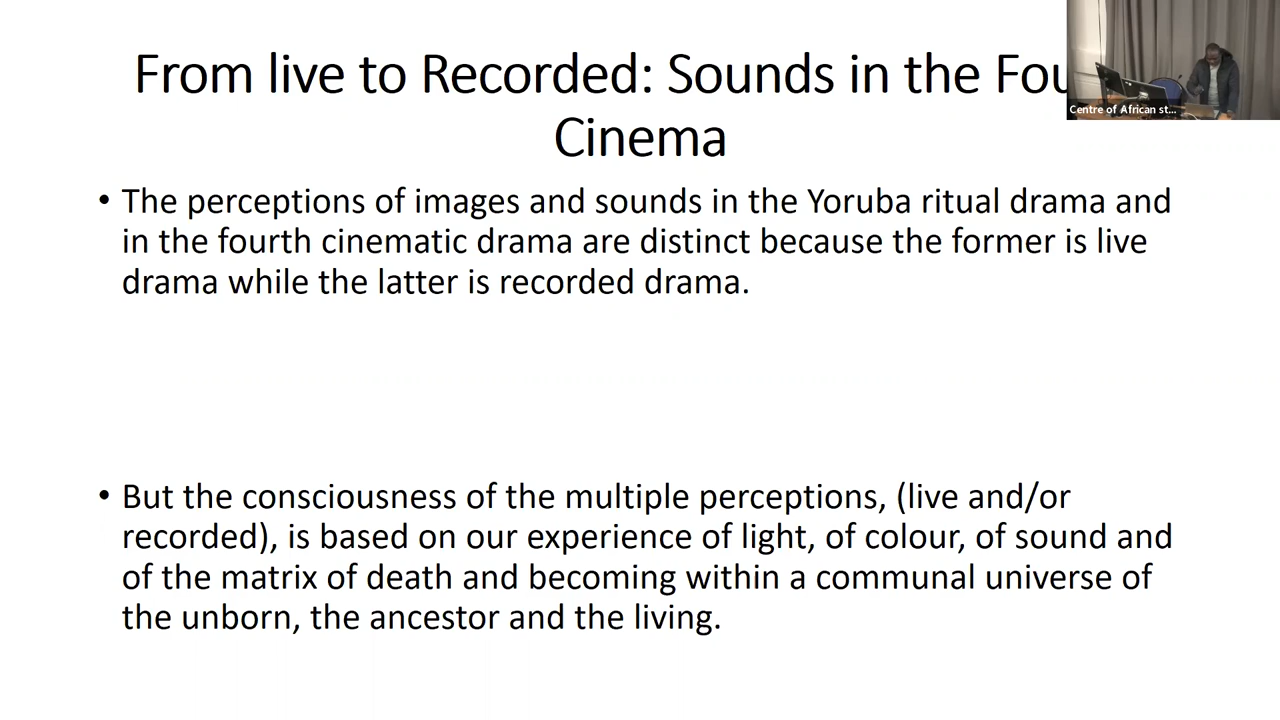 From live to Recorded: Sounds in the Fou
Cinema
Centre of African st...
• The perceptions of images and sounds in the Yoruba ritual drama and
in the fourth cinematic drama are distinct because the former is live
drama while the latter is recorded drama.
• But the consciousness of the multiple perceptions, (live and/or
recorded), is based on our experience of light, of colour, of sound and
of the matrix of death and becoming within a communal universe of
the unborn, the ancestor and the living.